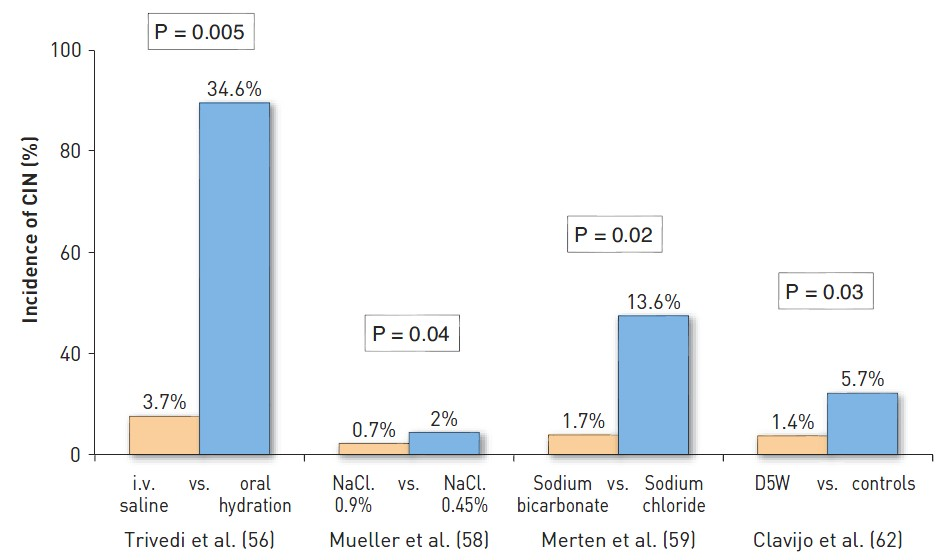 P = 0.005
100
34.6%
80
Incidence of CIN (%)
60
P = 0.02
P = 0.03
13.6%
P = 0.04
40
5.7%
3.7%
20
0.7%
2%
1.7%
1.4%
0
i.v. saline vs. oral hydration
NaCl. 0.9% vs. NaCl. 0.45%
Sodium bicarbonate vs. Sodium chloride
D5W vs. controls
Trivedi et al. (56)
Mueller et al. (58)
Merten et al. (59)
Clavijo et al. (62)